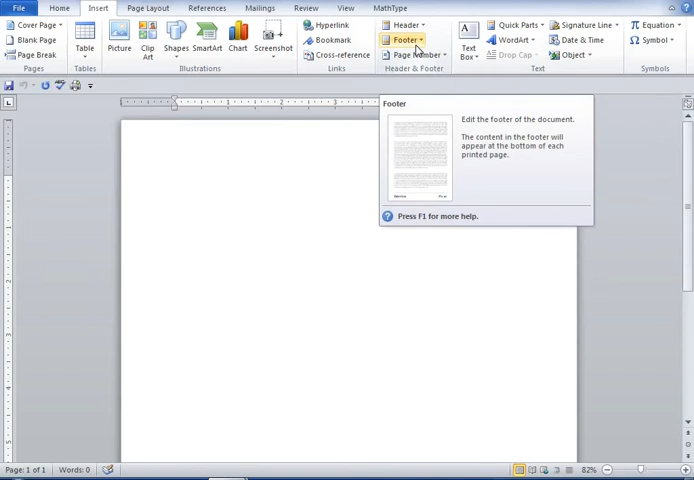 File Insert Home Page Layout References Mailings Review View MathType
Cover Page
Blank Page
Page Break
Pages
Table
Tables
Picture
Clip Art
Shapes
SmartArt
Chart
Screenshot
Illustrations
Hyperlink
Bookmark
Cross-reference
Links
Header
Footer
Page Number
Header & Footer
Text Box
Quick Parts
WordArt
Drop Cap
Signature Line
Date & Time
Object
Text
Equation
Symbol
Symbols
Footer
Edit the footer of the document.
The content in the footer will
appear at the bottom of each
printed page.
Press F1 for more help.
Page: 1 of 1 Words: 0 82%